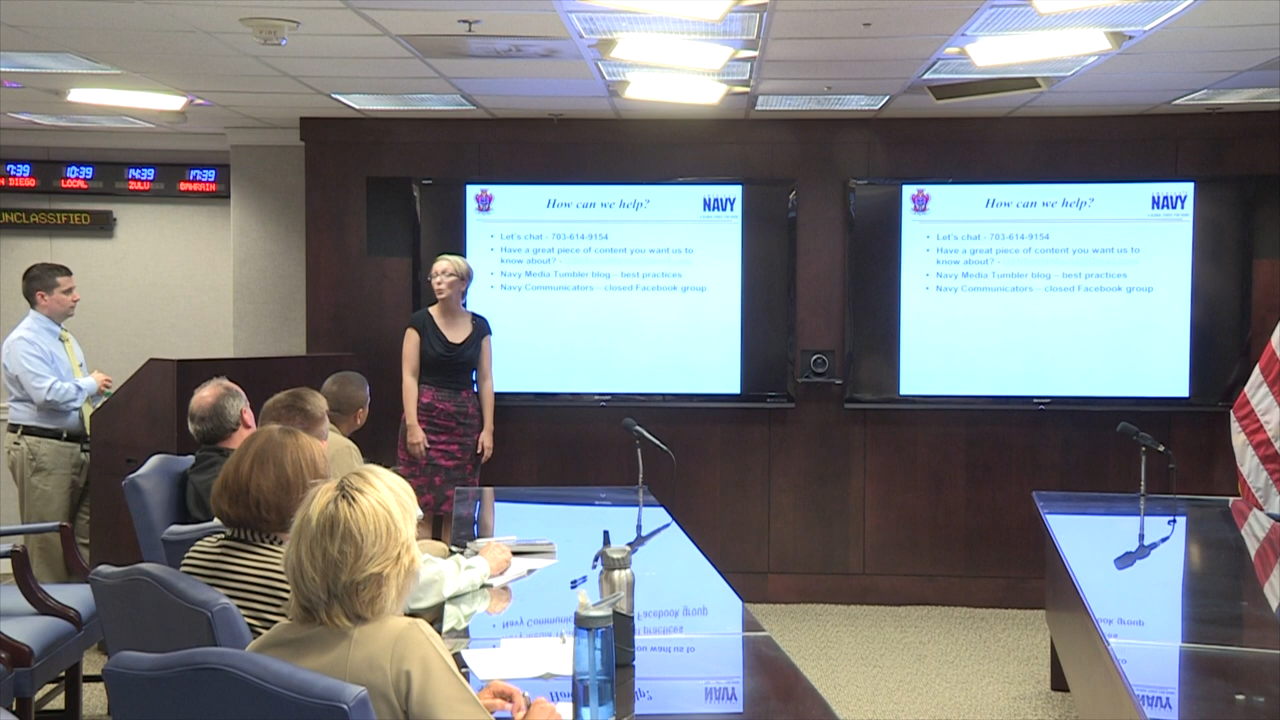 FIRE
7:39 10:39 14:39 17:39
N DIEGO LOCAL ZULU BAHRAIN
UNCLASSIFIED
How can we help?
NAVY
• Let's chat - 703-614-9154
• Have a great piece of content you want us to
know about? -
• Navy Media Tumbler blog – best practices
• Navy Communicators – closed Facebook group
How can we help?
NAVY
• Let's chat - 703-614-9154
• Have a great piece of content you want us to
know about? -
• Navy Media Tumbler blog – best practices
• Navy Communicators – closed Facebook group